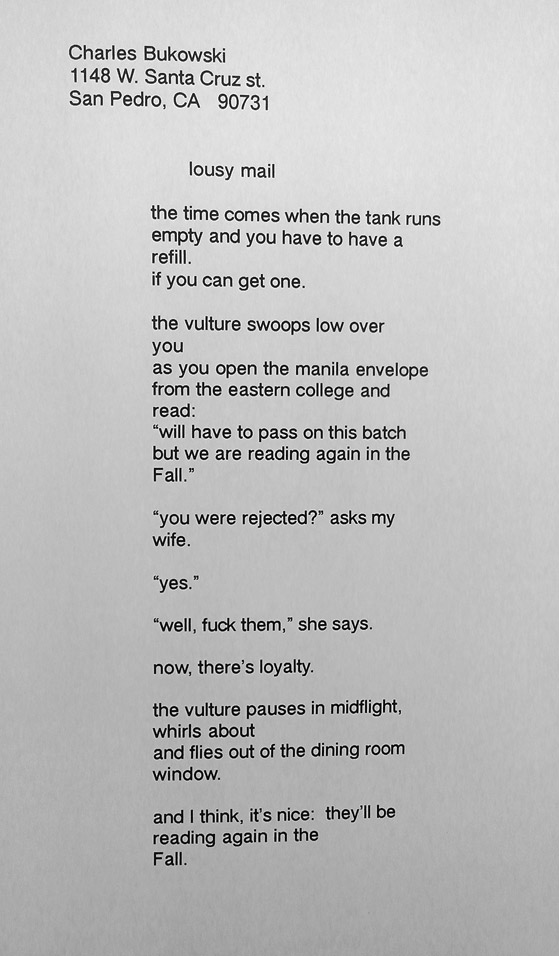 Charles Bukowski
1148 W. Santa Cruz st.
San Pedro, CA   90731
lousy mail
the time comes when the tank runs
empty and you have to have a
refill.
if you can get one.
the vulture swoops low over
you
as you open the manila envelope
from the eastern college and
read:
“will have to pass on this batch
but we are reading again in the
Fall.”
“you were rejected?” asks my
wife.
“yes.”
“well, fuck them,” she says.
now, there’s loyalty.
the vulture pauses in midflight,
whirls about
and flies out of the dining room
window.
and I think, it’s nice:  they’ll be
reading again in the
Fall.